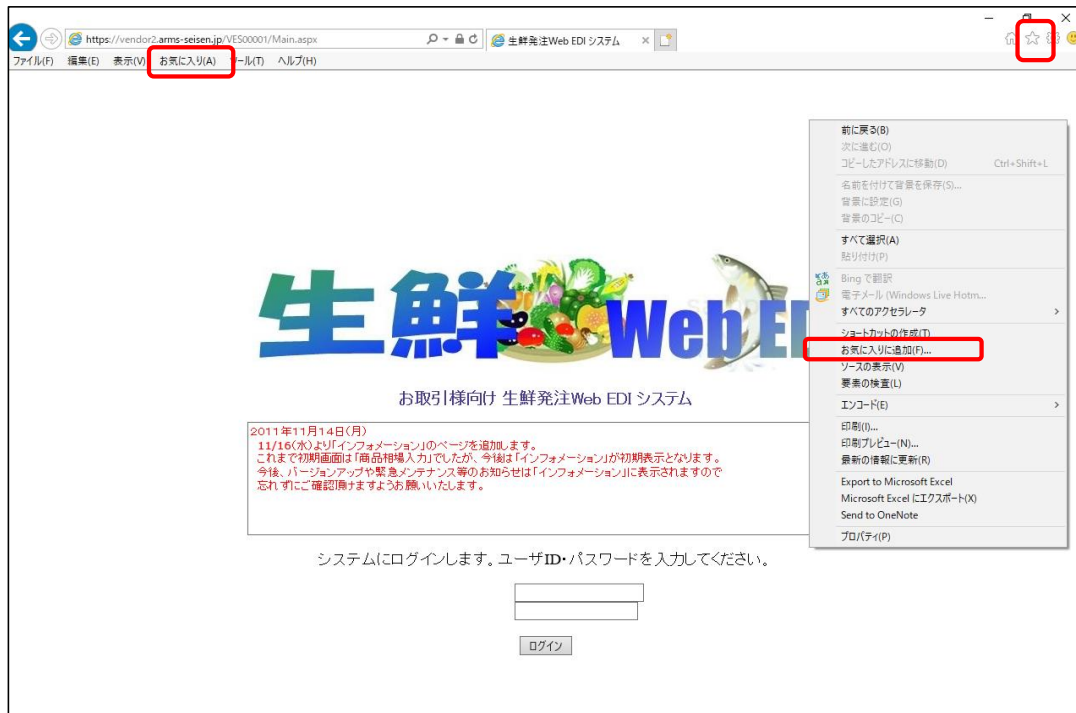 https://vendor2.arms-seisen.jp/VES00001/Main.aspx
生鮮発注Web EDI システム
ファイル(F) 編集(E) 表示(V) お気に入り(A) ツール(T) ヘルプ(H)
前に戻る(B)
次に進む(O)
コピーしたアドレスに移動(D) Ctrl+Shift+L
名前を付けて背景を保存(S)...
背景に設定(G)
背景のコピー(C)
すべて選択(A)
貼り付け(P)
Bing で翻訳
電子メール (Windows Live Hotm...
すべてのアクセラレータ
ショートカットの作成(T)
お気に入りに追加(F)...
ソースの表示(V)
要素の検査(L)
エンコード(E)
印刷(I)...
印刷プレビュー(N)...
最新の情報に更新(R)
Export to Microsoft Excel
Microsoft Excel にエクスポート(X)
Send to OneNote
プロパティ(P)
生鮮 Web ED
お取引様向け 生鮮発注Web EDI システム
2011年11月14日(月)
11/16(水)より「インフォメーション」のページを追加します。
これまで初期画面は「商品相場入力」でしたが、今後は「インフォメーション」が初期表示となります。
今後、バージョンアップや緊急メンテナンス等のお知らせは「インフォメーション」に表示されますので
忘れずにご確認頂けますようお願いいたします。
システムにログインします。ユーザID・パスワードを入力してください。
ログイン